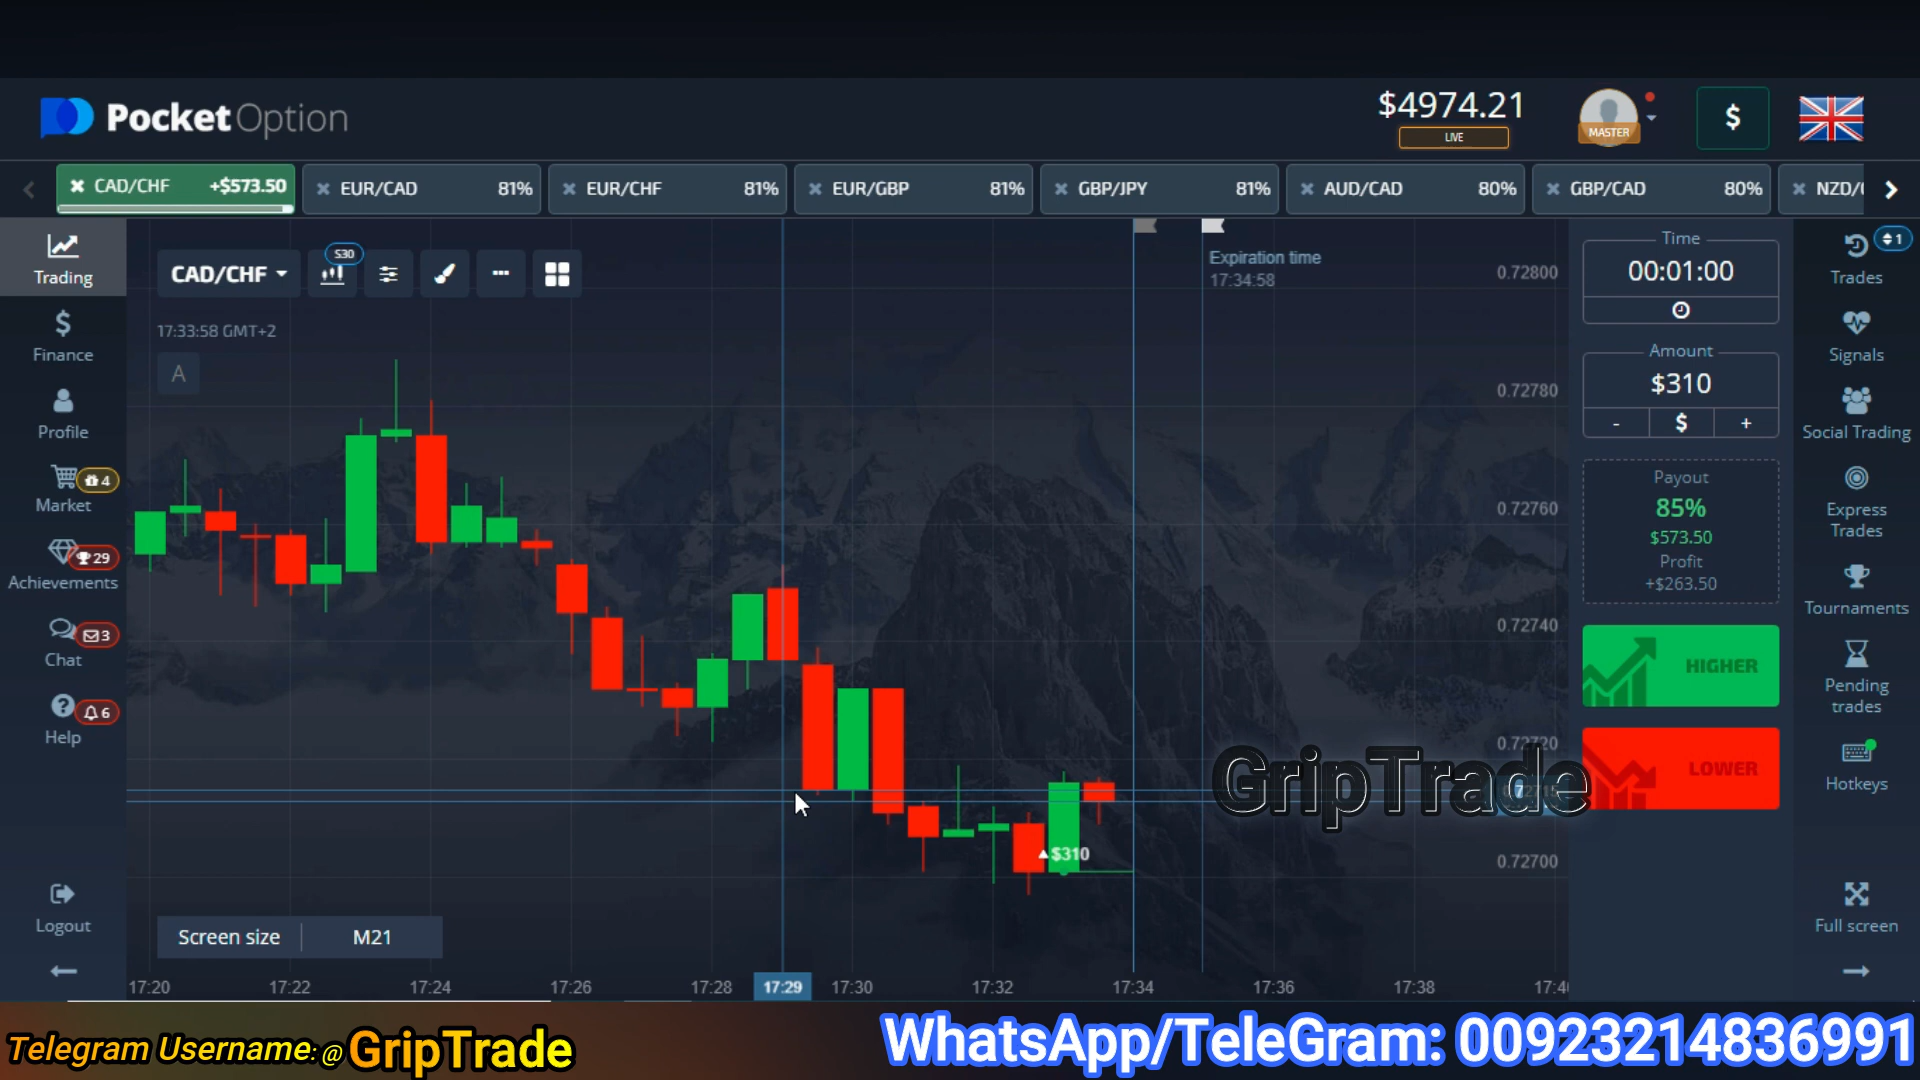 PocketOption
$4974.21
LIVE
MASTER
$
CAD/CHF +$573.50
EUR/CAD 81%
EUR/CHF 81%
EUR/GBP 81%
GBP/JPY 81%
AUD/CAD 80%
GBP/CAD 80%
Trading
Finance
Profile
Market
4
Achievements
29
Chat
3
Help
6
Logout
CAD/CHF
S30
17:33:58 GMT+2
A
Expiration time
17:34:58
0.72800
0.72780
0.72760
0.72740
0.72720
0.72700
$310
GripTrade
Screen size M21
17:20 17:22 17:24 17:26 17:28 17:29 17:30 17:32 17:34 17:36 17:38
Time
00:01:00
Amount
$310
- $ +
Payout
85%
$573.50
Profit
+$263.50
HIGHER
LOWER
1
Trades
Signals
Social Trading
Express
Trades
Tournaments
Pending
trades
Hotkeys
Full screen
Telegram Username:@GripTrade
WhatsApp/TeleGram: 00923214836991